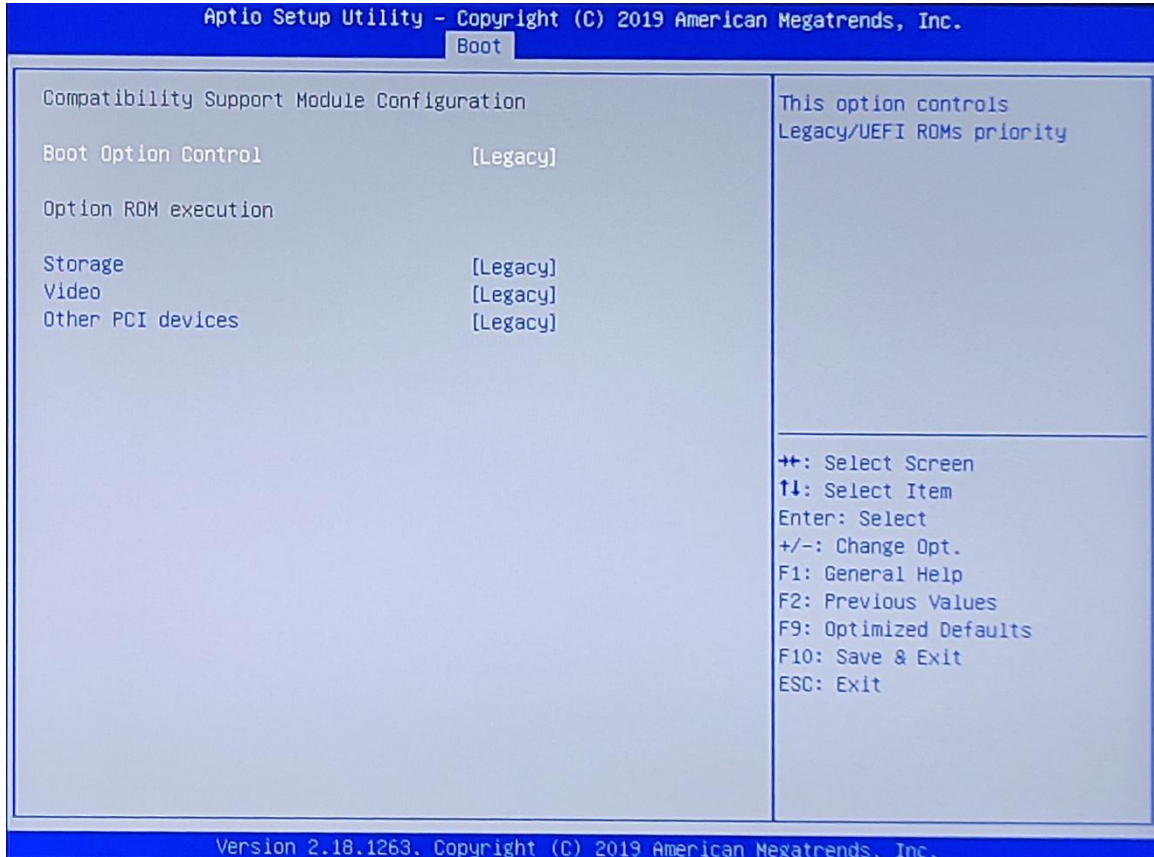 Aptio Setup Utility – Copyright (C) 2019 American Megatrends, Inc.
Boot
Compatibility Support Module Configuration
Boot Option Control [Legacy]
Option ROM execution
Storage [Legacy]
Video [Legacy]
Other PCI devices [Legacy]
This option controls
Legacy/UEFI ROMs priority
→←: Select Screen
↑↓: Select Item
Enter: Select
+/-: Change Opt.
F1: General Help
F2: Previous Values
F9: Optimized Defaults
F10: Save & Exit
ESC: Exit
Version 2.18.1263. Copyright (C) 2019 American Megatrends, Inc.